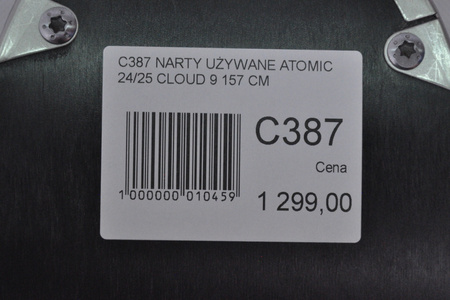 C387 NARTY UŻYWANE ATOMIC
24/25 CLOUD 9 157 CM
C387
Cena
1 000000 010459
1 299,00